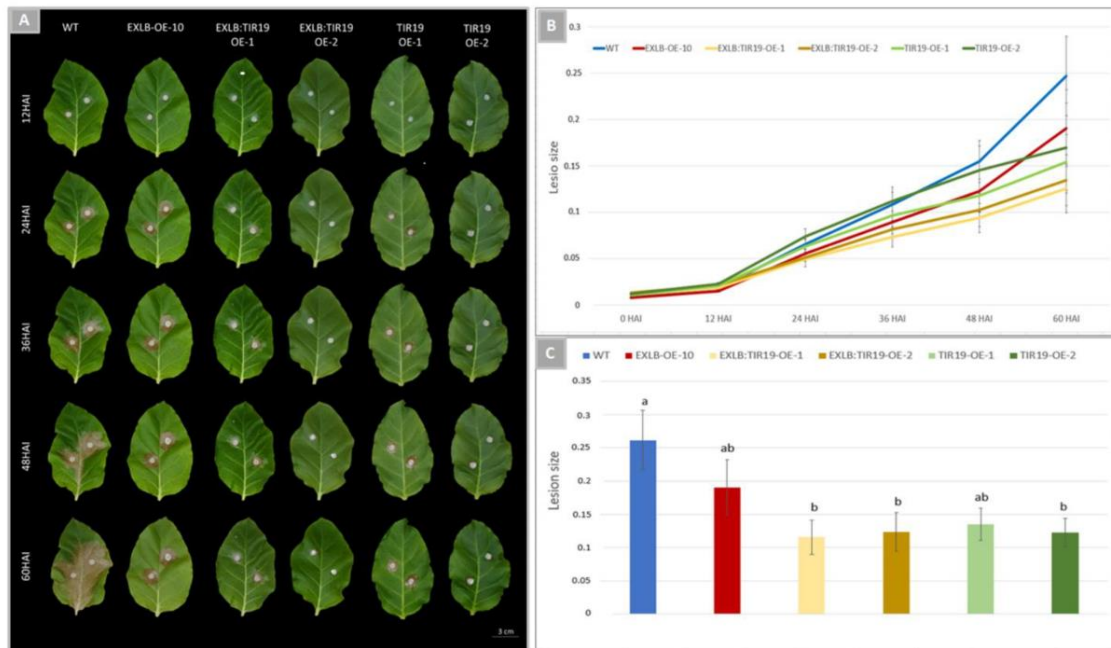 A
WT
EXLB-OE-10
EXLB:TIR19
OE-1
EXLB:TIR19
OE-2
TIR19
OE-1
TIR19
OE-2
12HAI
24HAI
36HAI
48HAI
60HAI
3 cm
B
0.3
WT
EXLB-OE-10
EXLB:TIR19-OE-1
EXLB:TIR19-OE-2
TIR19-OE-1
TIR19-OE-2
0.25
0.2
0.15
0.1
0.05
0
Lesio size
0 HAI
12 HAI
24 HAI
36 HAI
48 HAI
60 HAI
C
WT
EXLB-OE-10
EXLB:TIR19-OE-1
EXLB:TIR19-OE-2
TIR19-OE-1
TIR19-OE-2
0.35
0.3
0.25
0.2
0.15
0.1
0.05
0
Lesion size
a
ab
b
b
ab
b